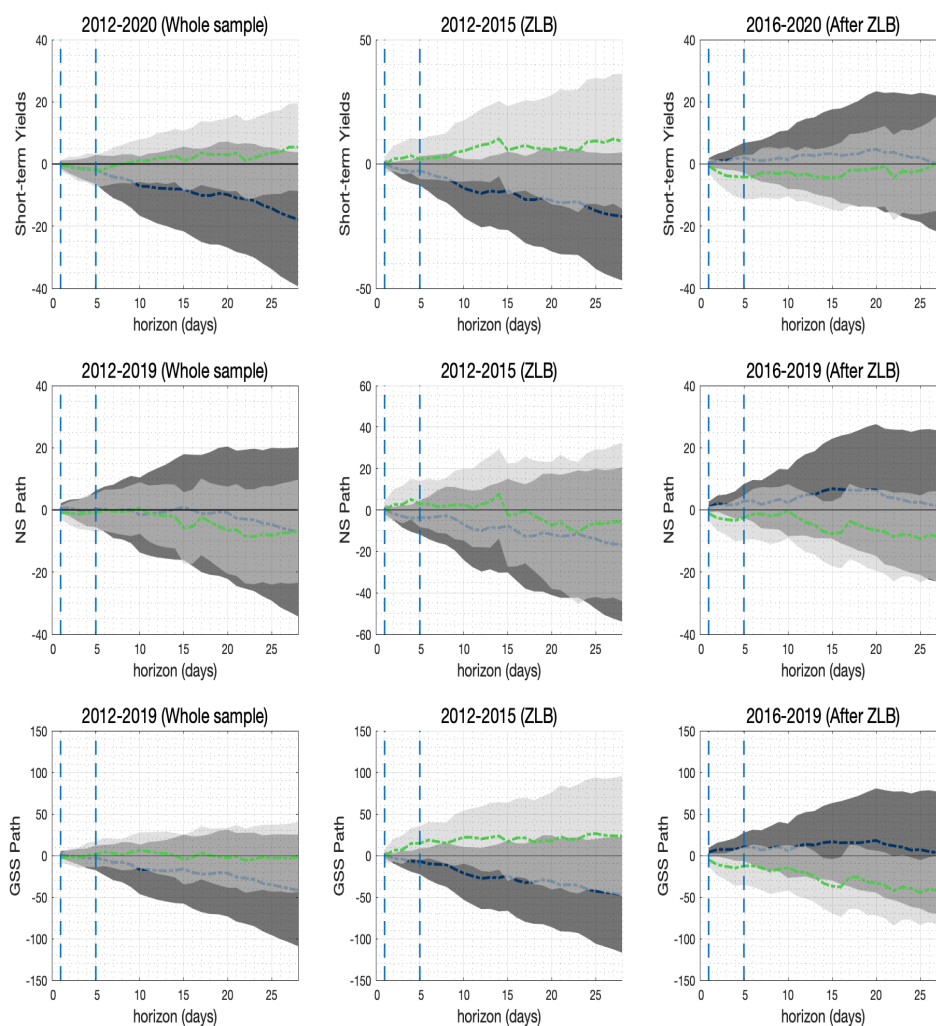 2012-2020 (Whole sample)
2012-2015 (ZLB)
2016-2020 (After ZLB)
Short-term Yields
40
20
0
-20
-40
0 5 10 15 20 25
horizon (days)
Short-term Yields
50
0
-50
0 5 10 15 20 25
horizon (days)
Short-term Yields
40
20
0
-20
-40
0 5 10 15 20 25
horizon (days)
2012-2019 (Whole sample)
2012-2015 (ZLB)
2016-2019 (After ZLB)
NS Path
40
20
0
-20
-40
0 5 10 15 20 25
horizon (days)
NS Path
60
40
20
0
-20
-40
-60
0 5 10 15 20 25
horizon (days)
NS Path
40
20
0
-20
-40
0 5 10 15 20 25
horizon (days)
2012-2019 (Whole sample)
2012-2015 (ZLB)
2016-2019 (After ZLB)
GSS Path
150
100
50
0
-50
-100
-150
0 5 10 15 20 25
horizon (days)
GSS Path
150
100
50
0
-50
-100
-150
0 5 10 15 20 25
horizon (days)
GSS Path
150
100
50
0
-50
-100
-150
0 5 10 15 20 25
horizon (days)